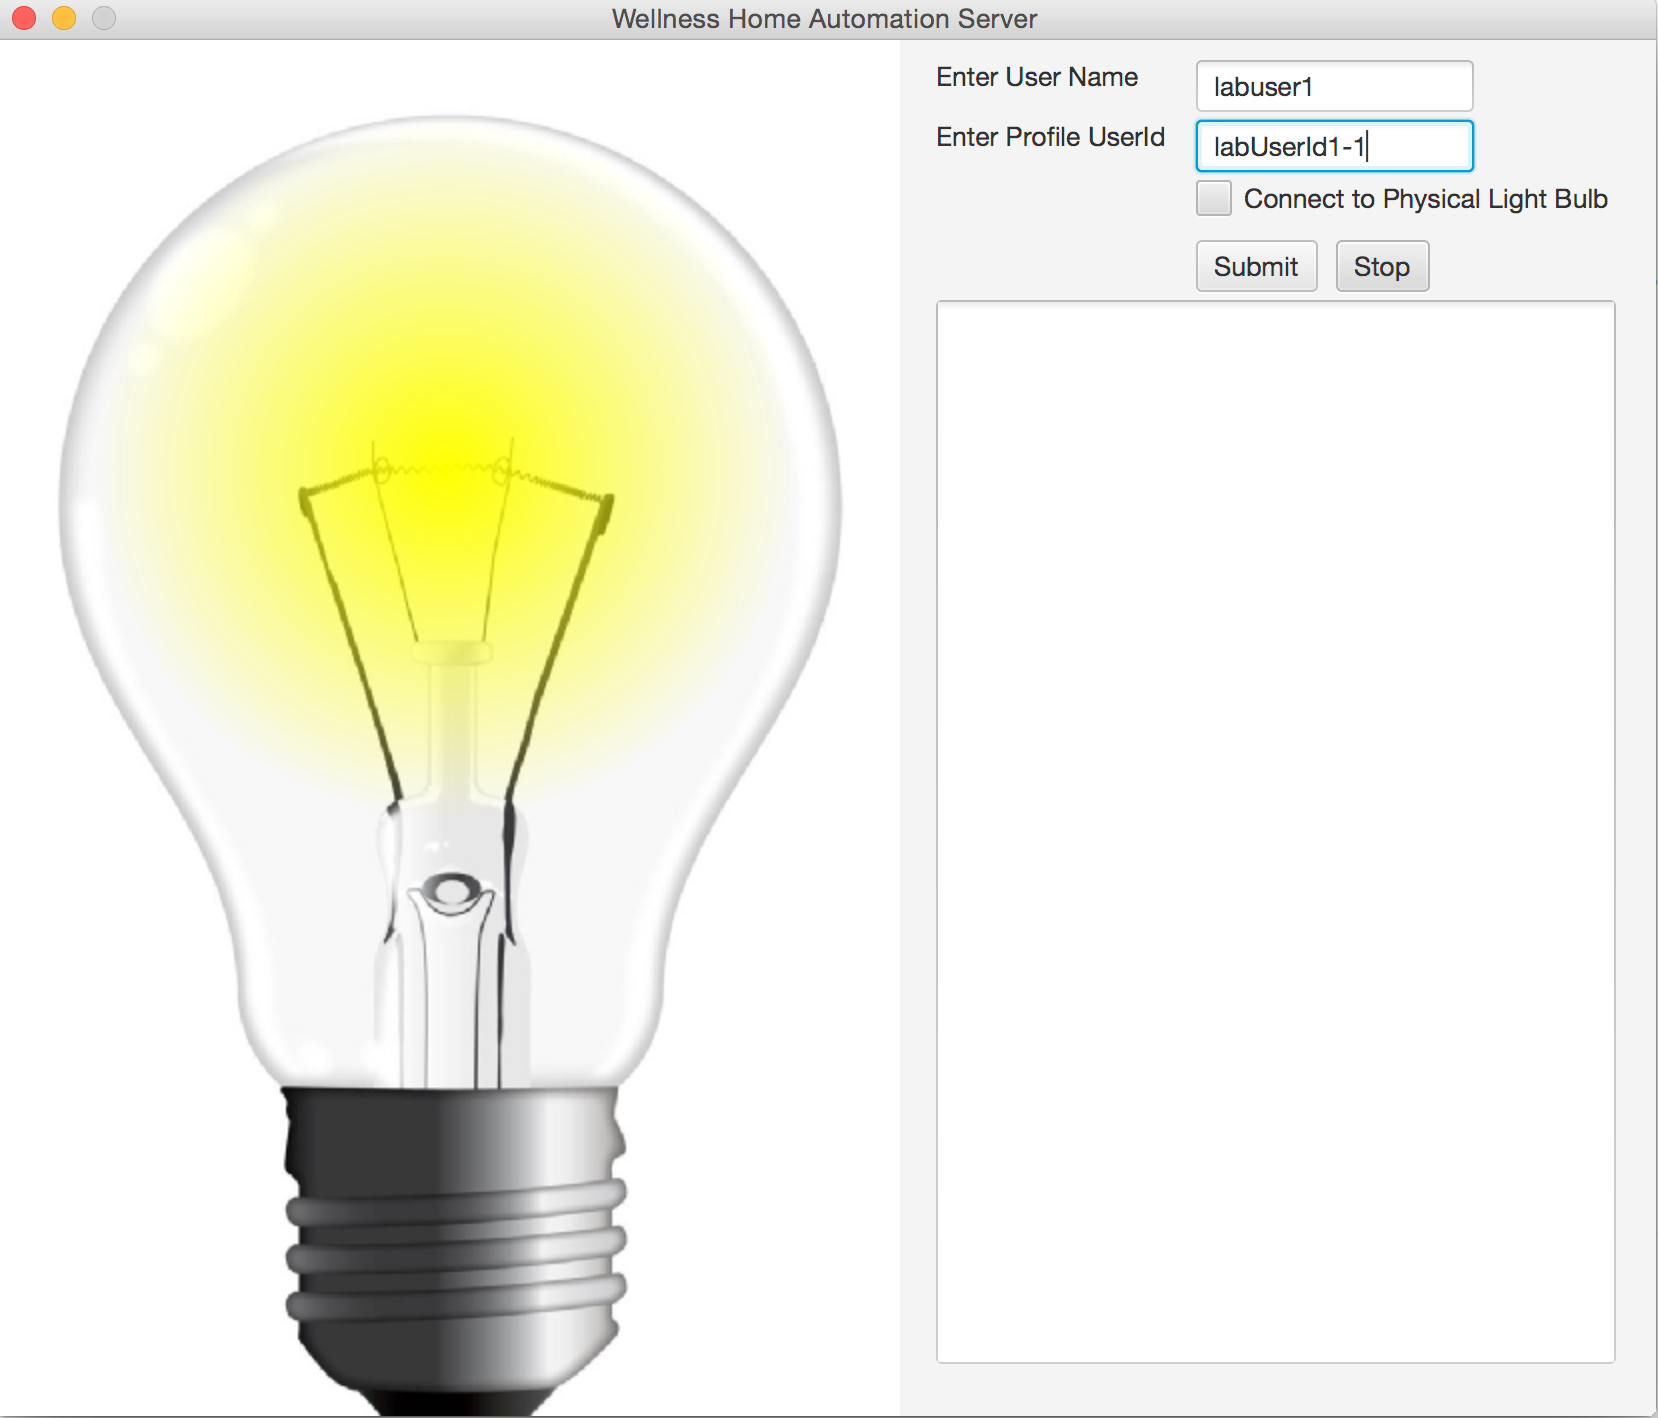 Wellness Home Automation Server
Enter User Name labuser1
Enter Profile UserId labUserId1-1
Connect to Physical Light Bulb
Submit Stop